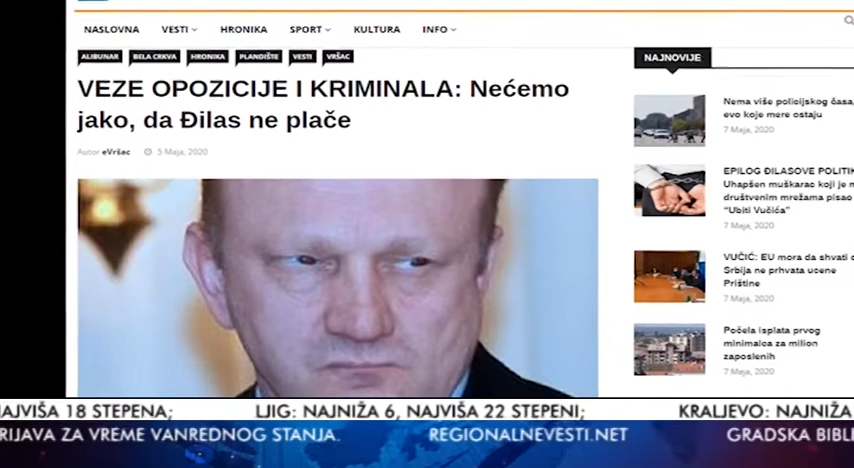 NASLOVNA VESTI HRONIKA SPORT KULTURA INFO
ALIBUNAR BELA CRKVA HRONIKA PLANDIŠTE VESTI VRŠAC
VEZE OPOZICIJE I KRIMINALA: Nećemo
jako, da Đilas ne plače
Autor eVršac 5 Maja, 2020
NAJNOVIJE
Nema više policijskog časa,
evo koje mere ostaju
7 Maja, 2020
EPILOG ĐILASOVE POLITIK
Uhapšen muškarac koji je n
društvenim mrežama pisao
"Ubiti Vučića"
7 Maja, 2020
VUČIĆ: EU mora da shvati d
Srbija ne prhvata ucene
Prištine
7 Maja, 2020
Počela isplata prvog
minimalca za milion
zaposlenih
7 Maja, 2020
NAJVIŠA 18 STEPENA; LJIG: NAJNIŽA 6, NAJVIŠA 22 STEPENI; KRALJEVO: NAJNIŽA
RIJAVA ZA VREME VANREDNOG STANJA. REGIONALNEVESTI.NET GRADSKA BIBLI